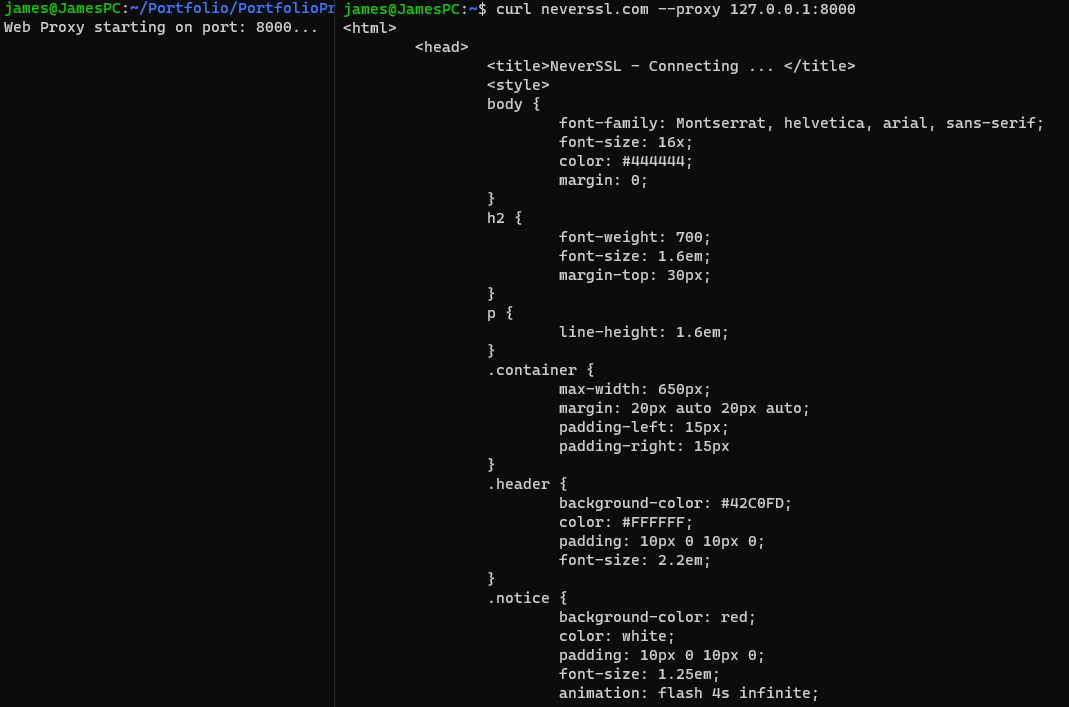 james@JamesPC:~/Portfolio/PortfolioPr
Web Proxy starting on port: 8000...
james@JamesPC:~$ curl neverssl.com --proxy 127.0.0.1:8000
<html>
<head>
<title>NeverSSL - Connecting ... </title>
<style>
body {
font-family: Montserrat, helvetica, arial, sans-serif;
font-size: 16x;
color: #444444;
margin: 0;
}
h2 {
font-weight: 700;
font-size: 1.6em;
margin-top: 30px;
}
p {
line-height: 1.6em;
}
.container {
max-width: 650px;
margin: 20px auto 20px auto;
padding-left: 15px;
padding-right: 15px
}
.header {
background-color: #42C0FD;
color: #FFFFFF;
padding: 10px 0 10px 0;
font-size: 2.2em;
}
.notice {
background-color: red;
color: white;
padding: 10px 0 10px 0;
font-size: 1.25em;
animation: flash 4s infinite;